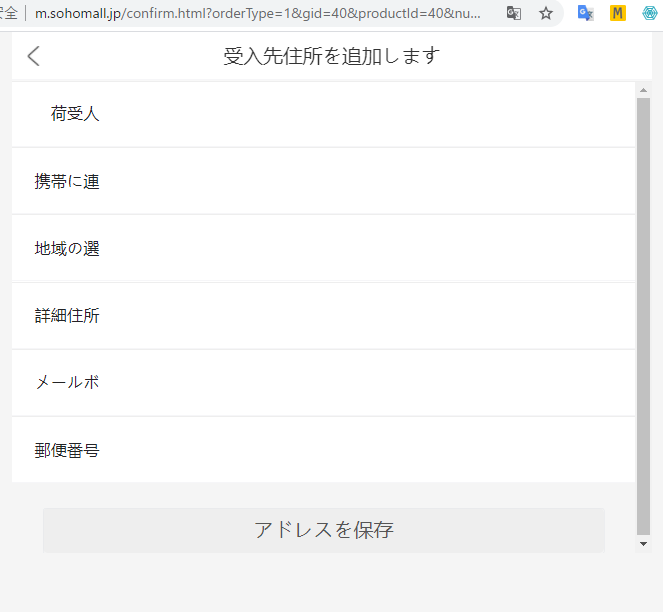 安全 m.sohomall.jp/confirm.html?orderType=1&gid=40&productId=40&nu...
受入先住所を追加します
荷受人
携帯に連
地域の選
詳細住所
メールボ
郵便番号
アドレスを保存